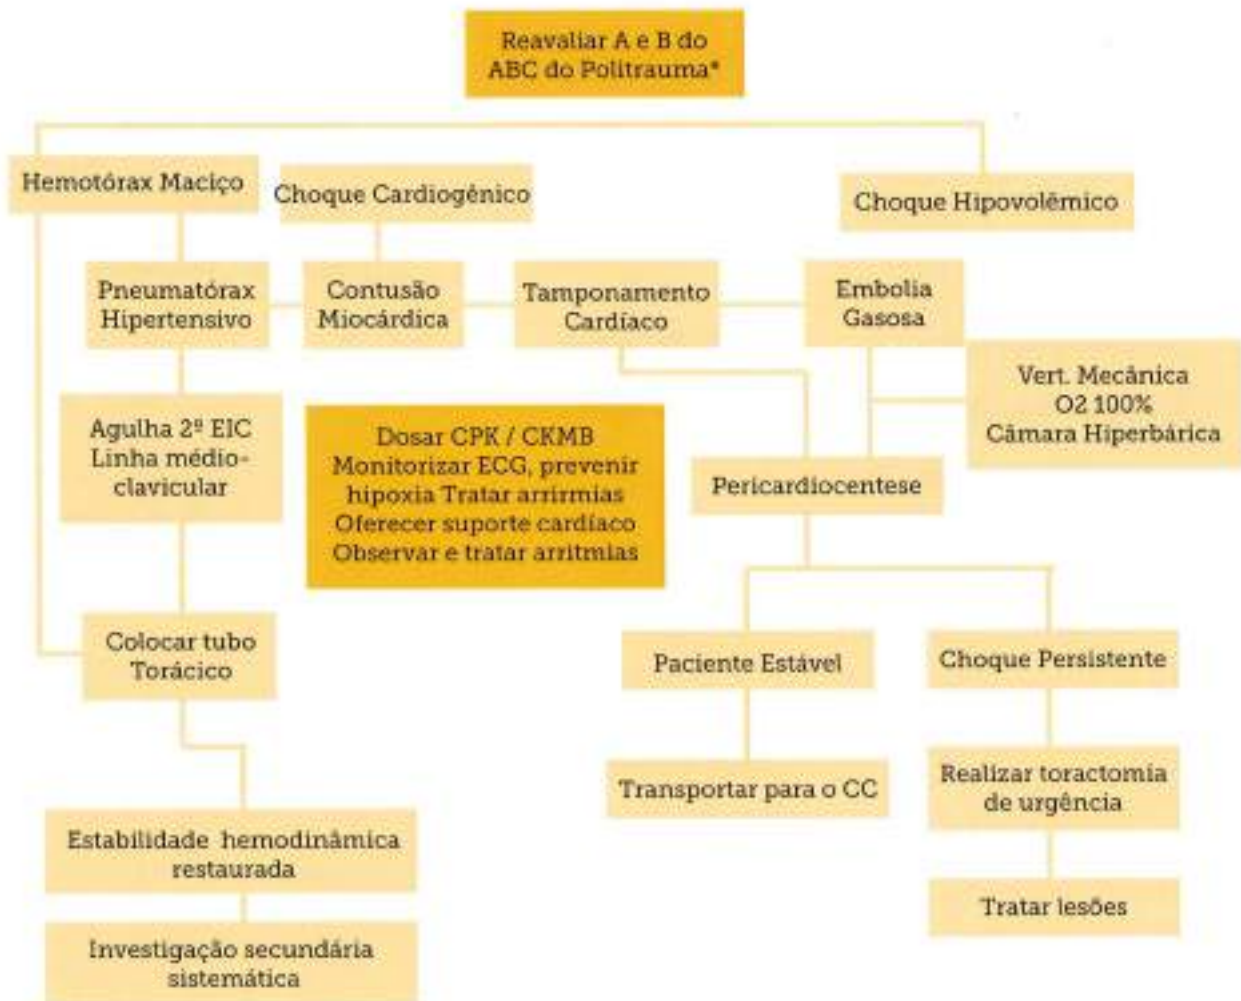 Reavaliar A e B do
ABC do Politrauma*
Hemotórax Maciço
Choque Cardiogênico
Choque Hipovolêmico
Pneumatórax
Hipertensivo
Contusão
Miocárdica
Tamponamento
Cardíaco
Embolia
Gasosa
Vert. Mecânica
O2 100%
Câmara Hiperbárica
Agulha 2º EIC
Linha médio-
clavicular
Dosar CPK / CKMB
Monitorizar ECG, prevenir
hipoxia Tratar arrirmias
Oferecer suporte cardíaco
Observar e tratar arritmias
Pericardiocentese
Colocar tubo
Torácico
Paciente Estável
Choque Persistente
Transportar para o CC
Realizar toractomia
de urgência
Estabilidade hemodinâmica
restaurada
Tratar lesões
Investigação secundária
sistemática